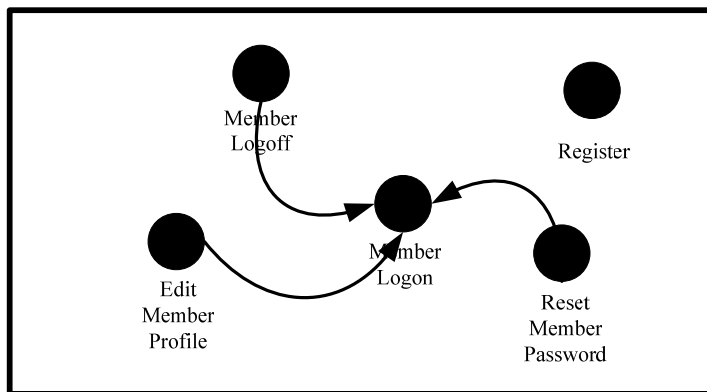 Member
Logoff
Register
Member
Logon
Edit
Member
Profile
Reset
Member
Password